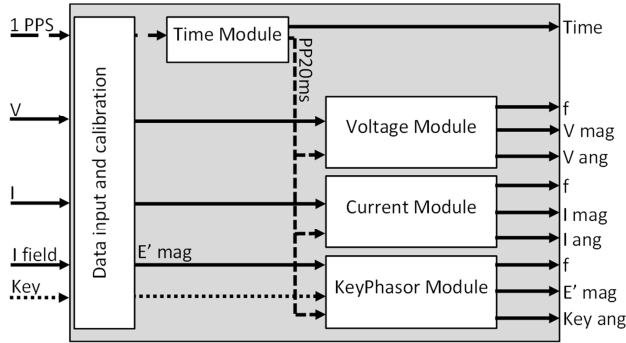 1 PPS
Time Module
Time
PP20ms
Data input and calibration
V
Voltage Module
f
V mag
V ang
I
Current Module
f
I mag
I ang
I field
E’ mag
Key
KeyPhasor Module
f
E’ mag
Key ang